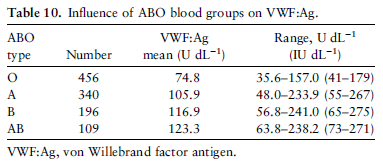 Table 10. Influence of ABO blood groups on VWF:Ag.
ABO type Number VWF:Ag mean (U dL−1) Range, U dL−1 (IU dL−1)
O 456 74.8 35.6–157.0 (41–179)
A 340 105.9 48.0–233.9 (55–267)
B 196 116.9 56.8–241.0 (65–275)
AB 109 123.3 63.8–238.2 (73–271)
VWF:Ag, von Willebrand factor antigen.